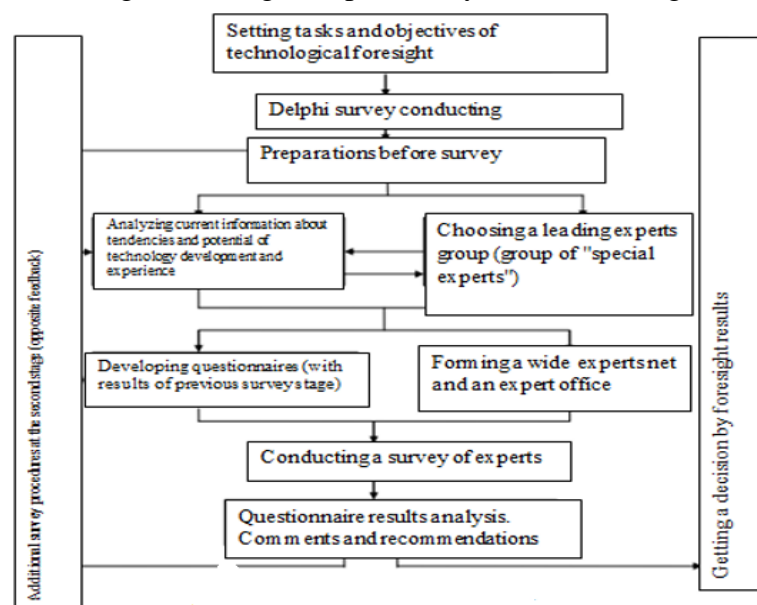 Setting tasks and objectives of
technological foresight
Delphi survey conducting
Preparations before survey
Analyzing current information about
tendencies and potential of
technology development and
experience
Choosing a leading experts
group (group of "special
experts")
Developing questionnaires (with
results of previous survey stage)
Forming a wide experts net
and an expert office
Conducting a survey of experts
Questionnaire results analysis.
Comments and recommendations
Additional survey procedures at the second stage (opposite feedback)
Getting a decision by foresight results